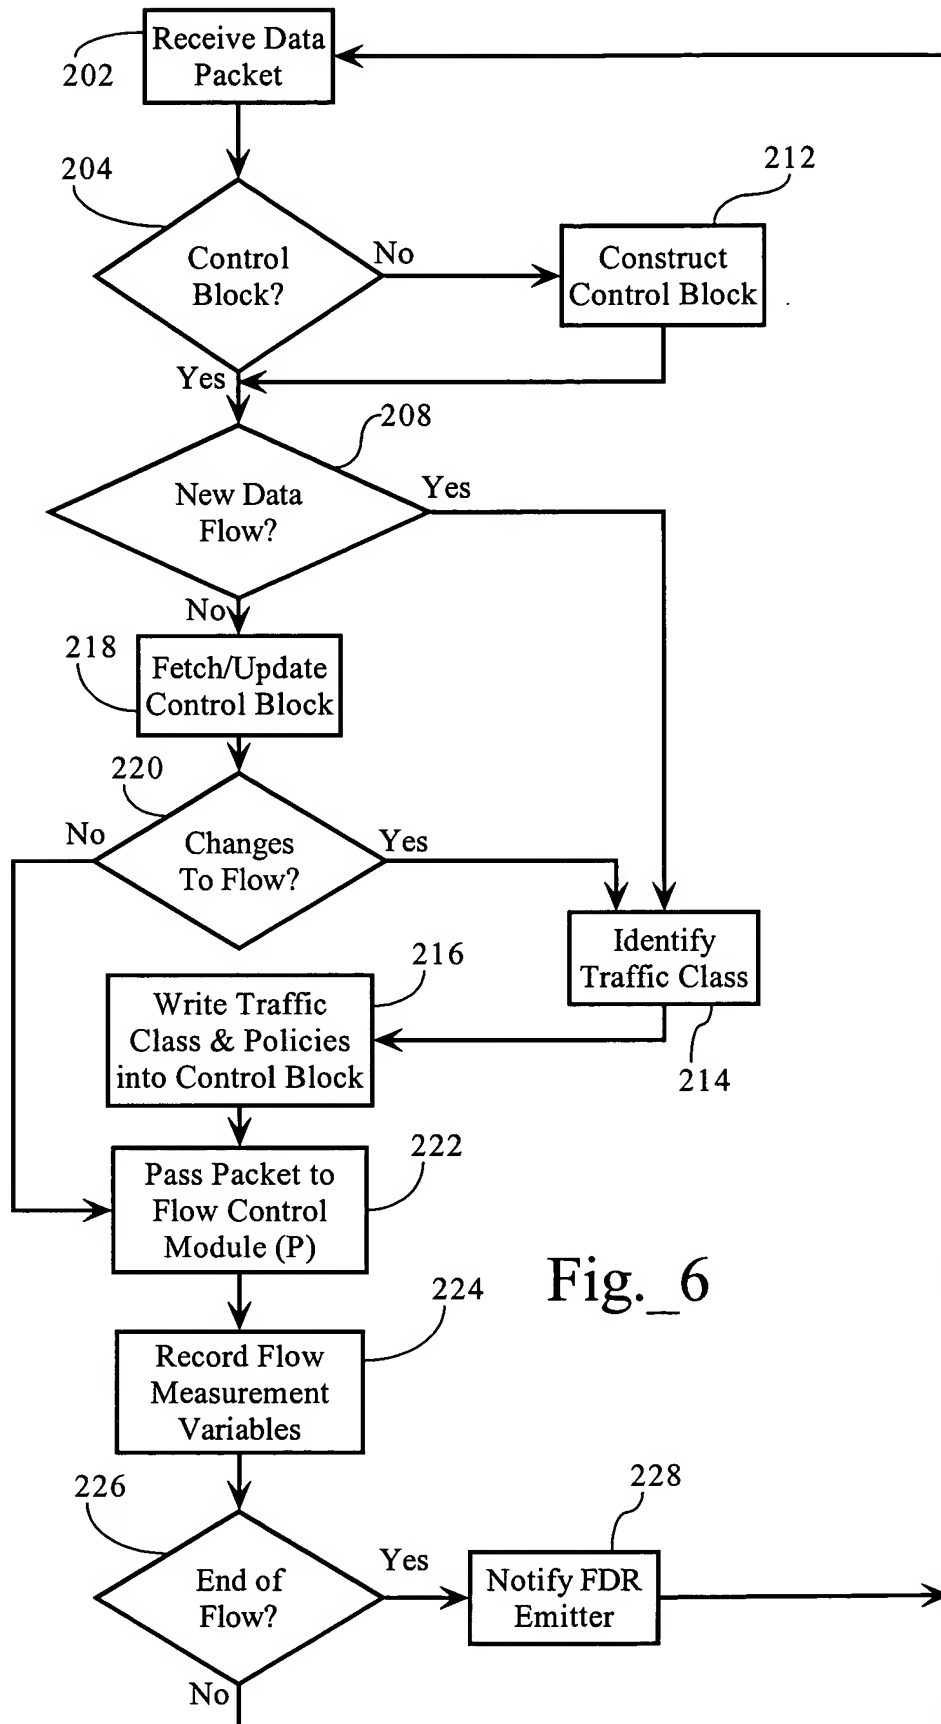 Receive Data
Packet
202
204
Control
Block?
No
212
Construct
Control Block
Yes
208
New Data
Flow?
Yes
No
218
Fetch/Update
Control Block
220
No
Changes
To Flow?
Yes
Identify
Traffic Class
214
216
Write Traffic
Class & Policies
into Control Block
222
Pass Packet to
Flow Control
Module (P)
Fig._6
224
Record Flow
Measurement
Variables
226
End of
Flow?
Yes
228
Notify FDR
Emitter
No